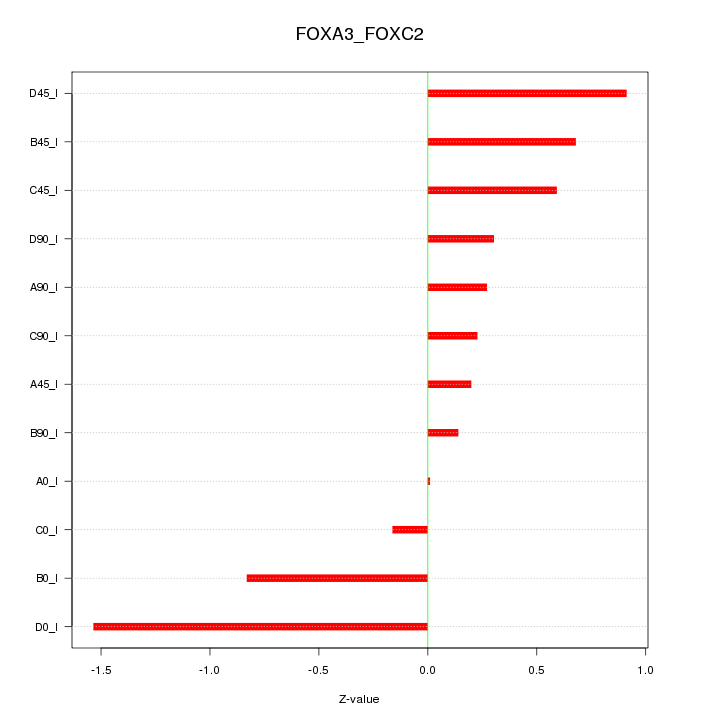 FOXA3_FOXC2
D45_I
B45_I
C45_I
D90_I
A90_I
C90_I
A45_I
B90_I
A0_I
C0_I
B0_I
D0_I
-1.5 -1.0 -0.5 0.0 0.5 1.0
Z-value